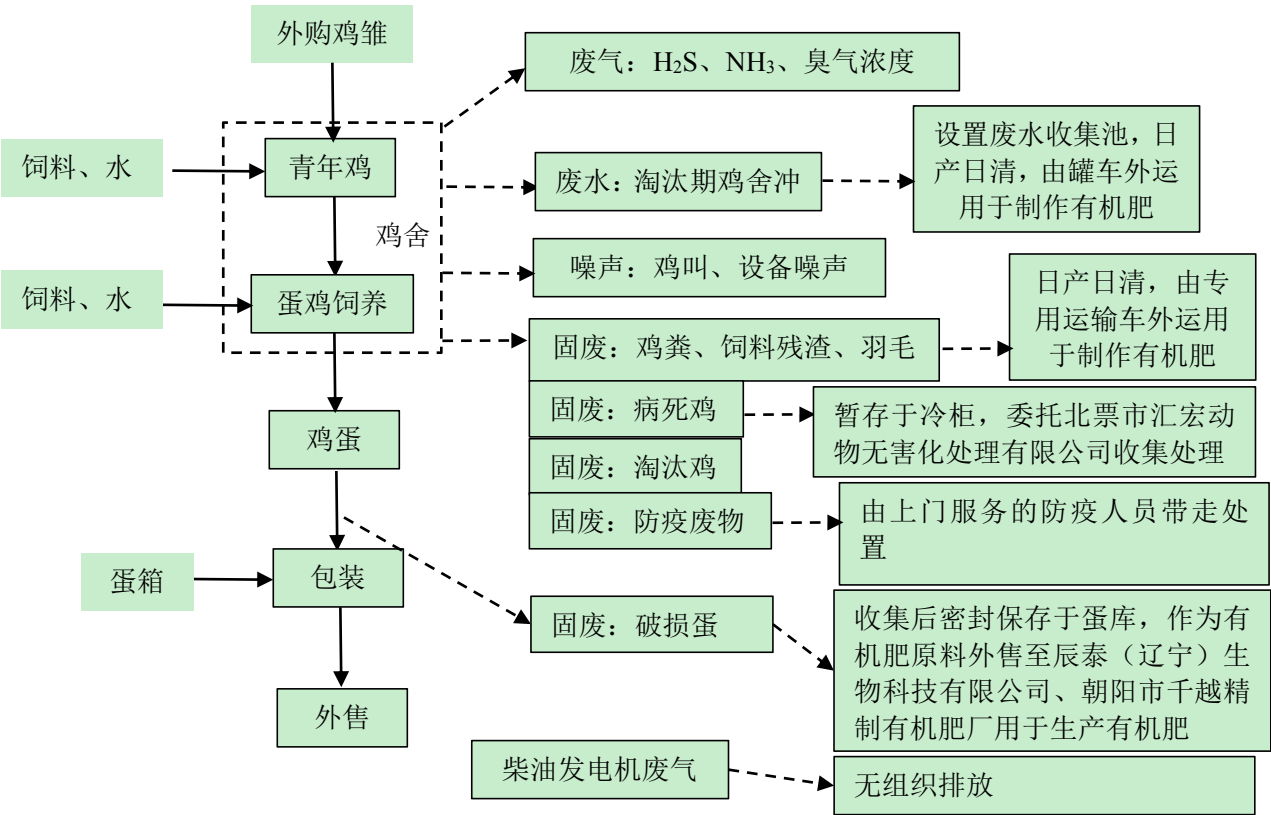 外购鸡雏
废气：H₂S、NH₃、臭气浓度
饲料、水
青年鸡
鸡舍
废水：淘汰期鸡舍冲
设置废水收集池，日
产日清，由罐车外运
用于制作有机肥
噪声：鸡叫、设备噪声
饲料、水
蛋鸡饲养
固废：鸡粪、饲料残渣、羽毛
日产日清，由专
用运输车外运用
于制作有机肥
固废：病死鸡
暂存于冷柜，委托北票市汇宏动
物无害化处理有限公司收集处理
鸡蛋
固废：淘汰鸡
固废：防疫废物
由上门服务的防疫人员带走处
置
蛋箱
包装
固废：破损蛋
收集后密封保存于蛋库，作为有
机肥原料外售至辰泰（辽宁）生
物科技有限公司、朝阳市千越精
制有机肥厂用于生产有机肥
外售
柴油发电机废气
无组织排放